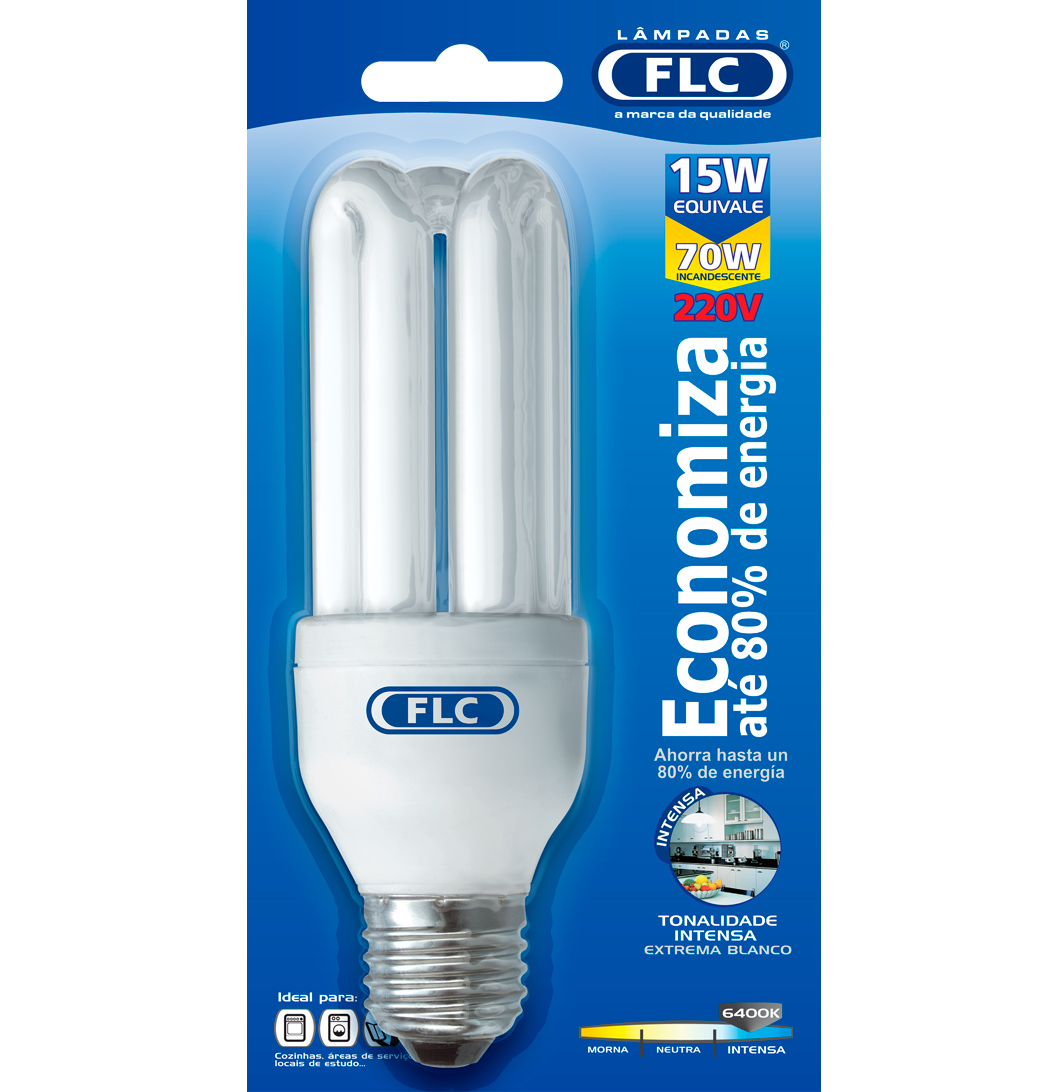 LÂMPADAS
FLC®
a marca da qualidade
15W
EQUIVALE
70W
INCANDESCENTE
220V
Economiza
até 80% de energia
Ahorra hasta un
80% de energía
FLC
INTENSA
TONALIDADE
INTENSA
EXTREMA BLANCO
Ideal para:
Cozinhas, áreas de serviço
locais de estudo...
6400K
MORNA
NEUTRA
INTENSA